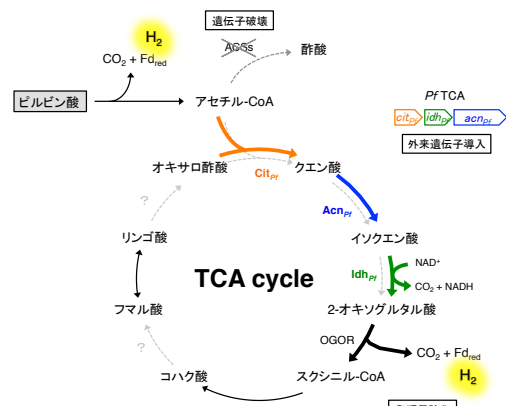 遺伝子破壊
H2
ACSs
酢酸
CO2 + Fdred
ピルビン酸
アセチル-CoA
Pf TCA
citPf
idhPf
acnPf
外来遺伝子導入
オキサロ酢酸
クエン酸
CitPf
?
AcnPf
リンゴ酸
イソクエン酸
TCA cycle
IdhPf
NAD+
CO2 + NADH
フマル酸
2-オキソグルタル酸
OGOR
?
CO2 + Fdred
コハク酸
スクシニル-CoA
H2